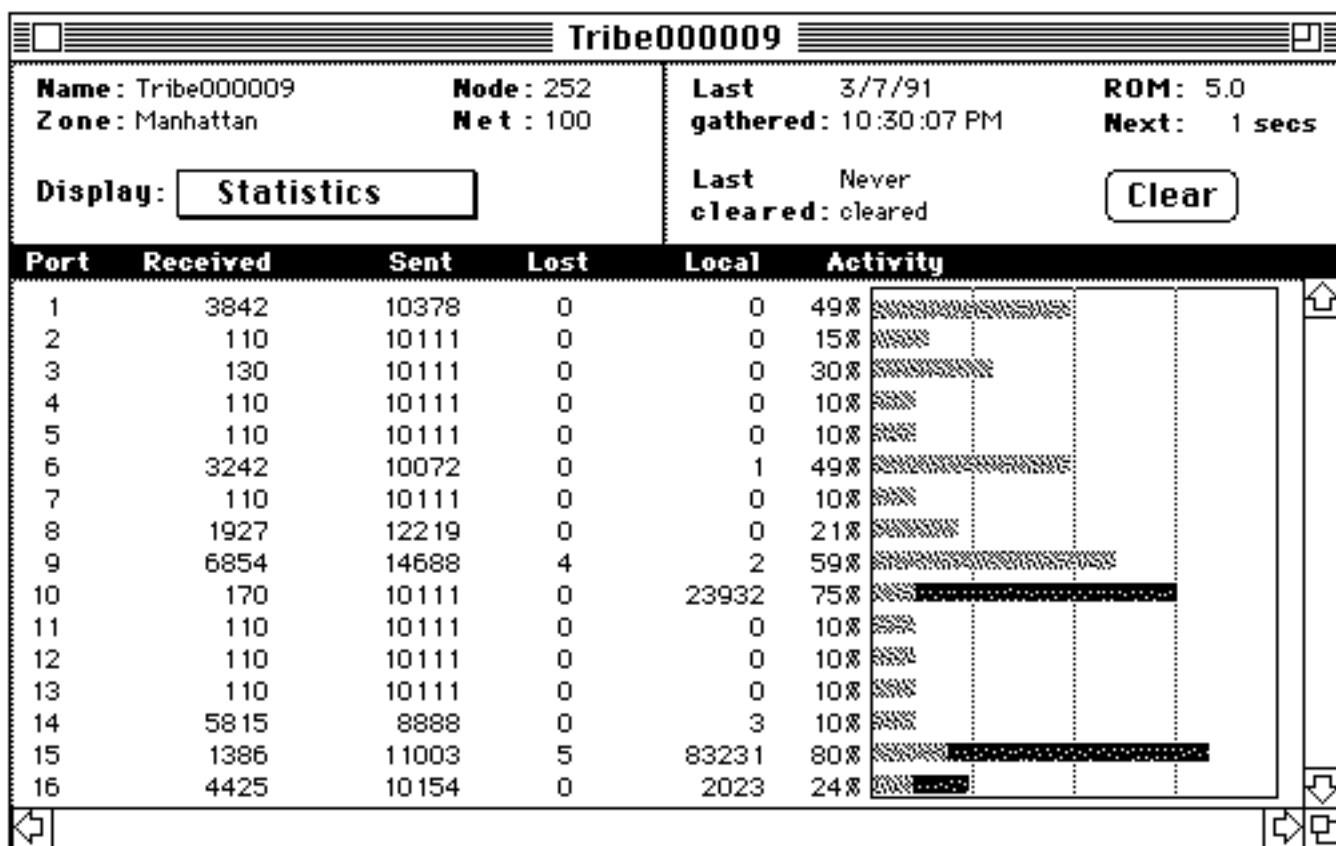 Tribe000009
Name: Tribe000009 Node: 252
Zone: Manhattan Net: 100
Display: Statistics
Last gathered: 3/7/91 10:30:07 PM
ROM: 5.0
Next: 1 secs
Last cleared: Never cleared
Clear
Port Received Sent Lost Local Activity
1 3842 10378 0 0 49%
2 110 10111 0 0 15%
3 130 10111 0 0 30%
4 110 10111 0 0 10%
5 110 10111 0 0 10%
6 3242 10072 0 1 49%
7 110 10111 0 0 10%
8 1927 12219 0 0 21%
9 6854 14688 4 2 59%
10 170 10111 0 23932 75%
11 110 10111 0 0 10%
12 110 10111 0 0 10%
13 110 10111 0 0 10%
14 5815 8888 0 3 10%
15 1386 11003 5 83231 80%
16 4425 10154 0 2023 24%